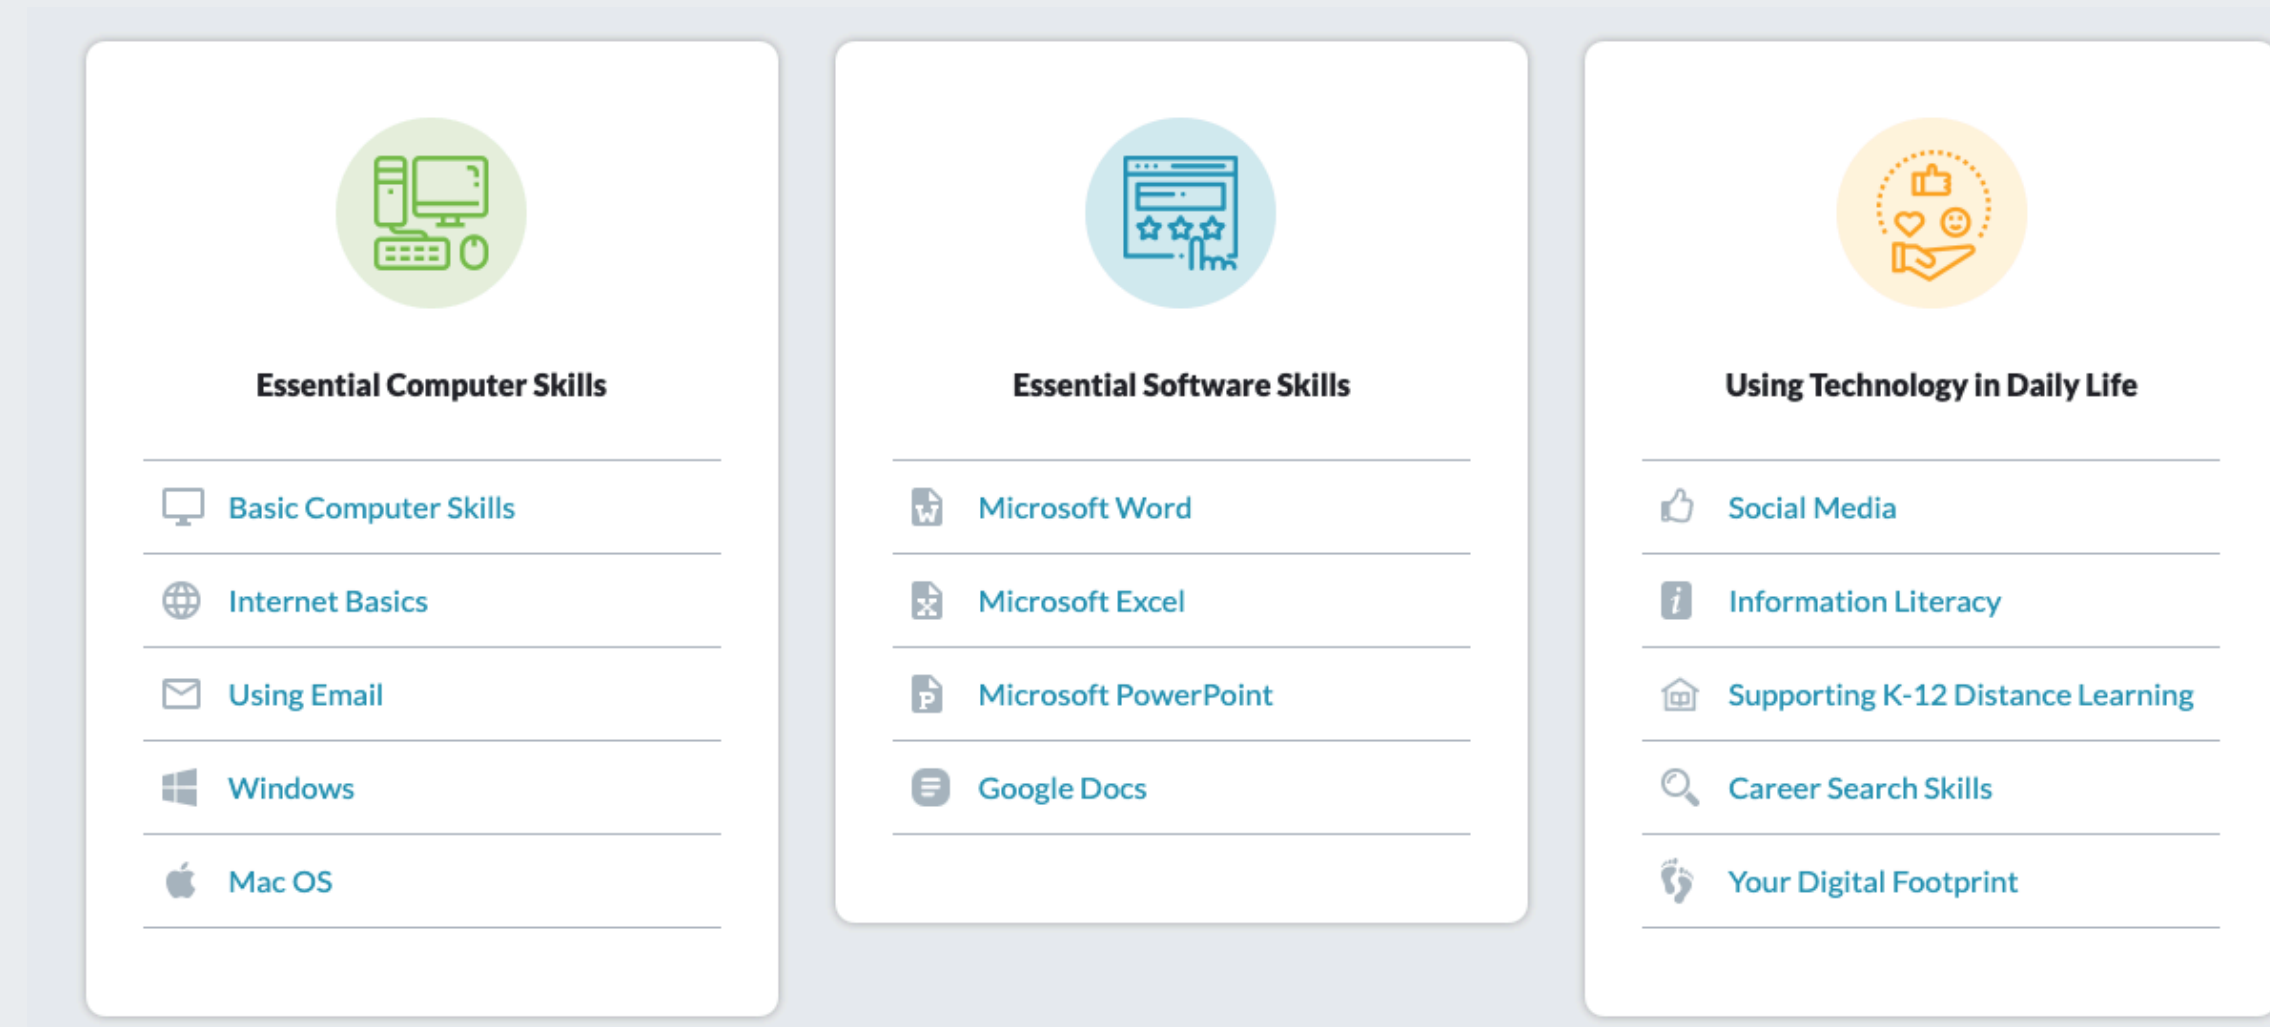 Essential Computer Skills
Basic Computer Skills
Internet Basics
Using Email
Windows
Mac OS
Essential Software Skills
Microsoft Word
Microsoft Excel
Microsoft PowerPoint
Google Docs
Using Technology in Daily Life
Social Media
Information Literacy
Supporting K-12 Distance Learning
Career Search Skills
Your Digital Footprint